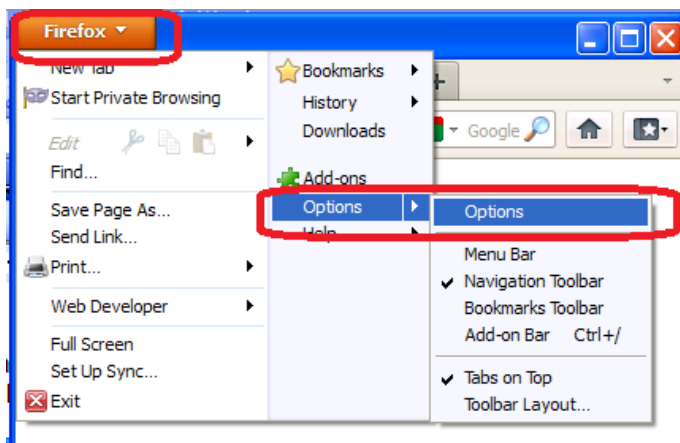 Firefox
New Tab
Start Private Browsing
Edit
Find...
Save Page As...
Send Link...
Print...
Web Developer
Full Screen
Set Up Sync...
Exit
Bookmarks
History
Downloads
Add-ons
Options
Help
Options
Menu Bar
Navigation Toolbar
Bookmarks Toolbar
Add-on Bar Ctrl+/
Tabs on Top
Toolbar Layout...
Google